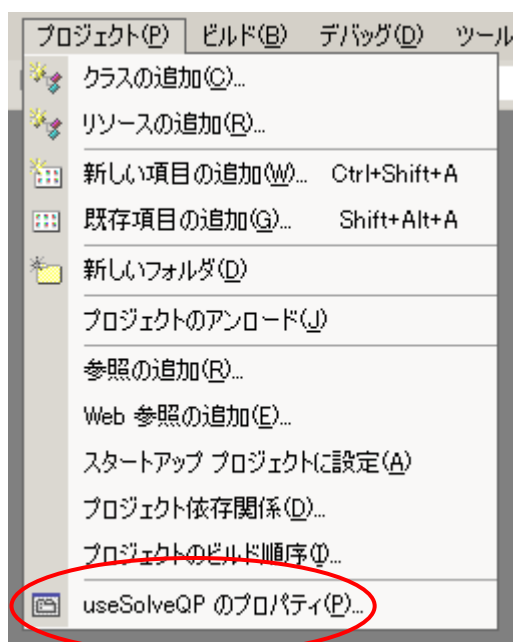 プロジェクト(P) ビルド(B) デバッグ(D) ツール
クラスの追加(C)...
リソースの追加(R)...
新しい項目の追加(W)... Ctrl+Shift+A
既存項目の追加(G)... Shift+Alt+A
新しいフォルダ(D)
プロジェクトのアンロード(J)
参照の追加(R)...
Web 参照の追加(E)...
スタートアップ プロジェクトに設定(A)
プロジェクト依存関係(D)...
プロジェクトのビルド順序(I)...
useSolveQP のプロパティ(P)...